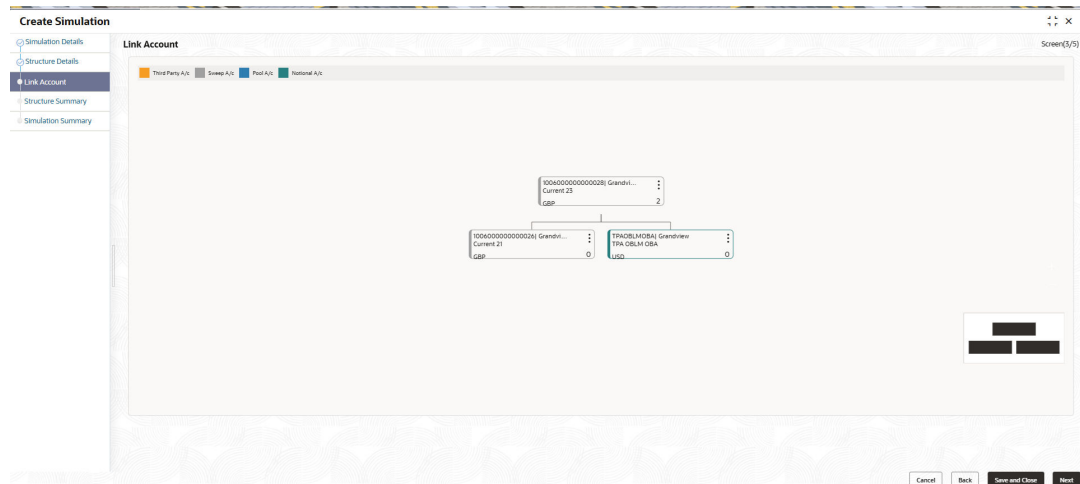 Create Simulation
Simulation Details
Structure Details
Link Account
Structure Summary
Simulation Summary
Link Account
Screen(3/5)
Third Party A/c Sweep A/c Pool A/c Notional A/c
1006000000000028| Grandvi...
Current 23
GBP 2
1006000000000026| Grandvi...
Current 21
GBP 0
TPAOBLMOBA| Grandview
TPA OBLM OBA
USD 0
Cancel Back Save and Close Next